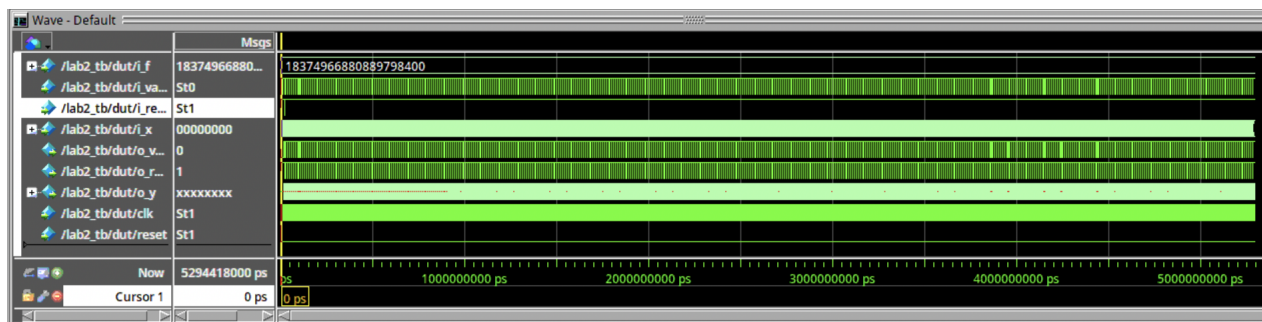 Wave - Default
Msgs
/lab2_tb/dut/i_f 18374966880... 18374966880889798400
/lab2_tb/dut/i_va... St0
/lab2_tb/dut/i_re... St1
/lab2_tb/dut/i_x 00000000
/lab2_tb/dut/o_v... 0
/lab2_tb/dut/o_r... 1
/lab2_tb/dut/o_y xxxxxxxx
/lab2_tb/dut/clk St1
/lab2_tb/dut/reset St1
Now 5294418000 ps ps 1000000000 ps 2000000000 ps 3000000000 ps 4000000000 ps 5000000000 ps
Cursor 1 0 ps 0 ps